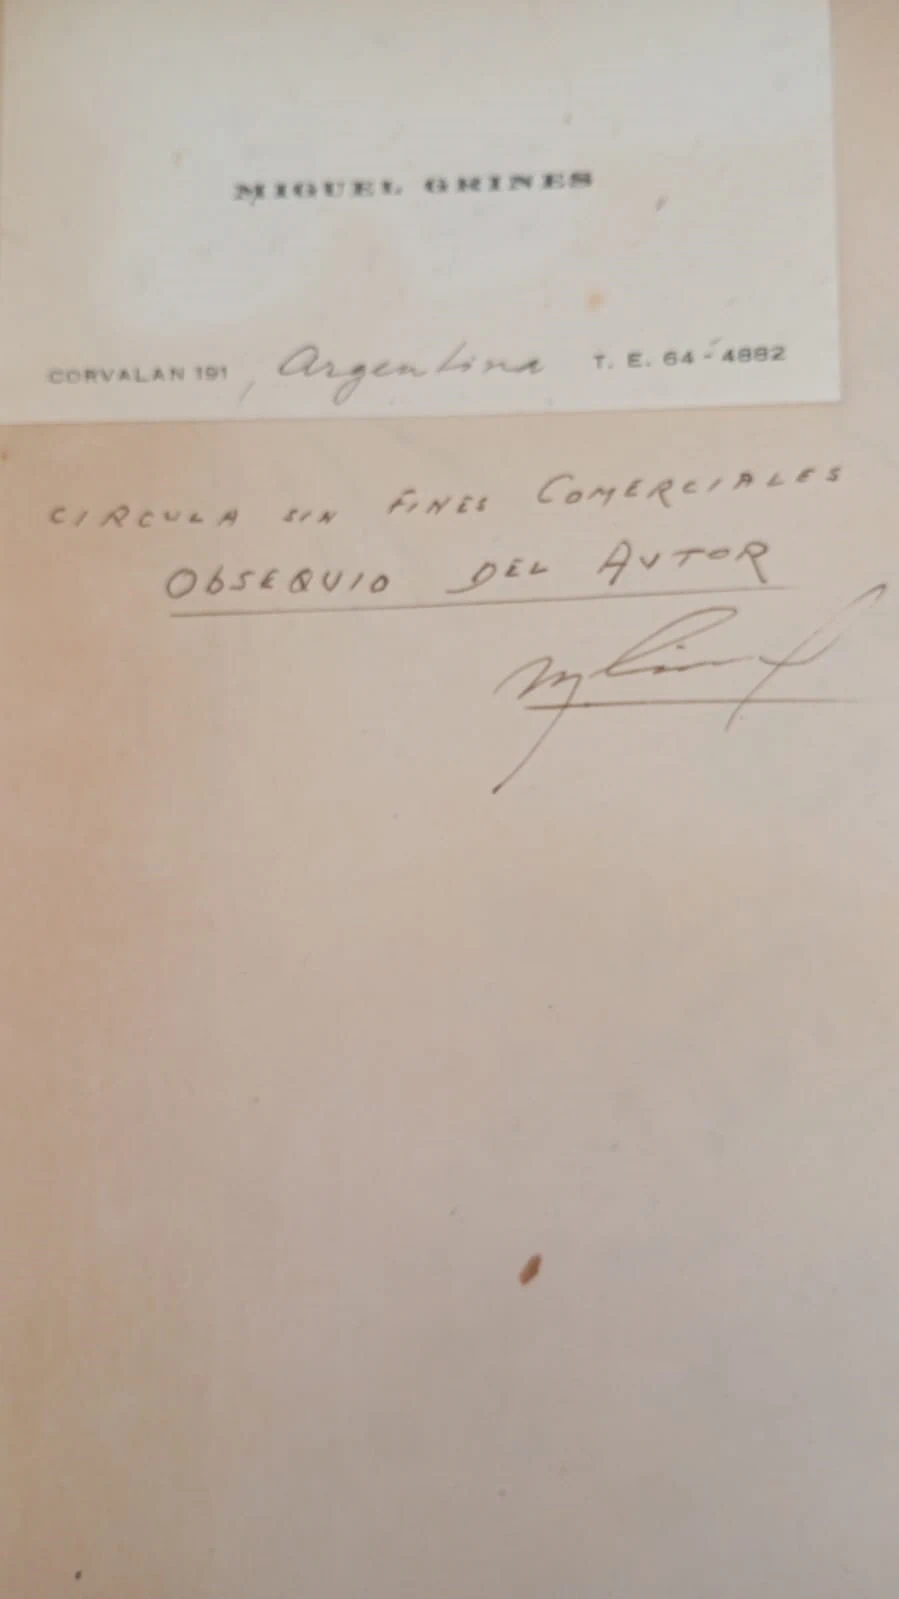 MIGUEL GRINES
CORVALAN 191, Argentina T. E. 64-4882
CIRCULA SIN FINES COMERCIALES
OBSEQUIO DEL AUTOR